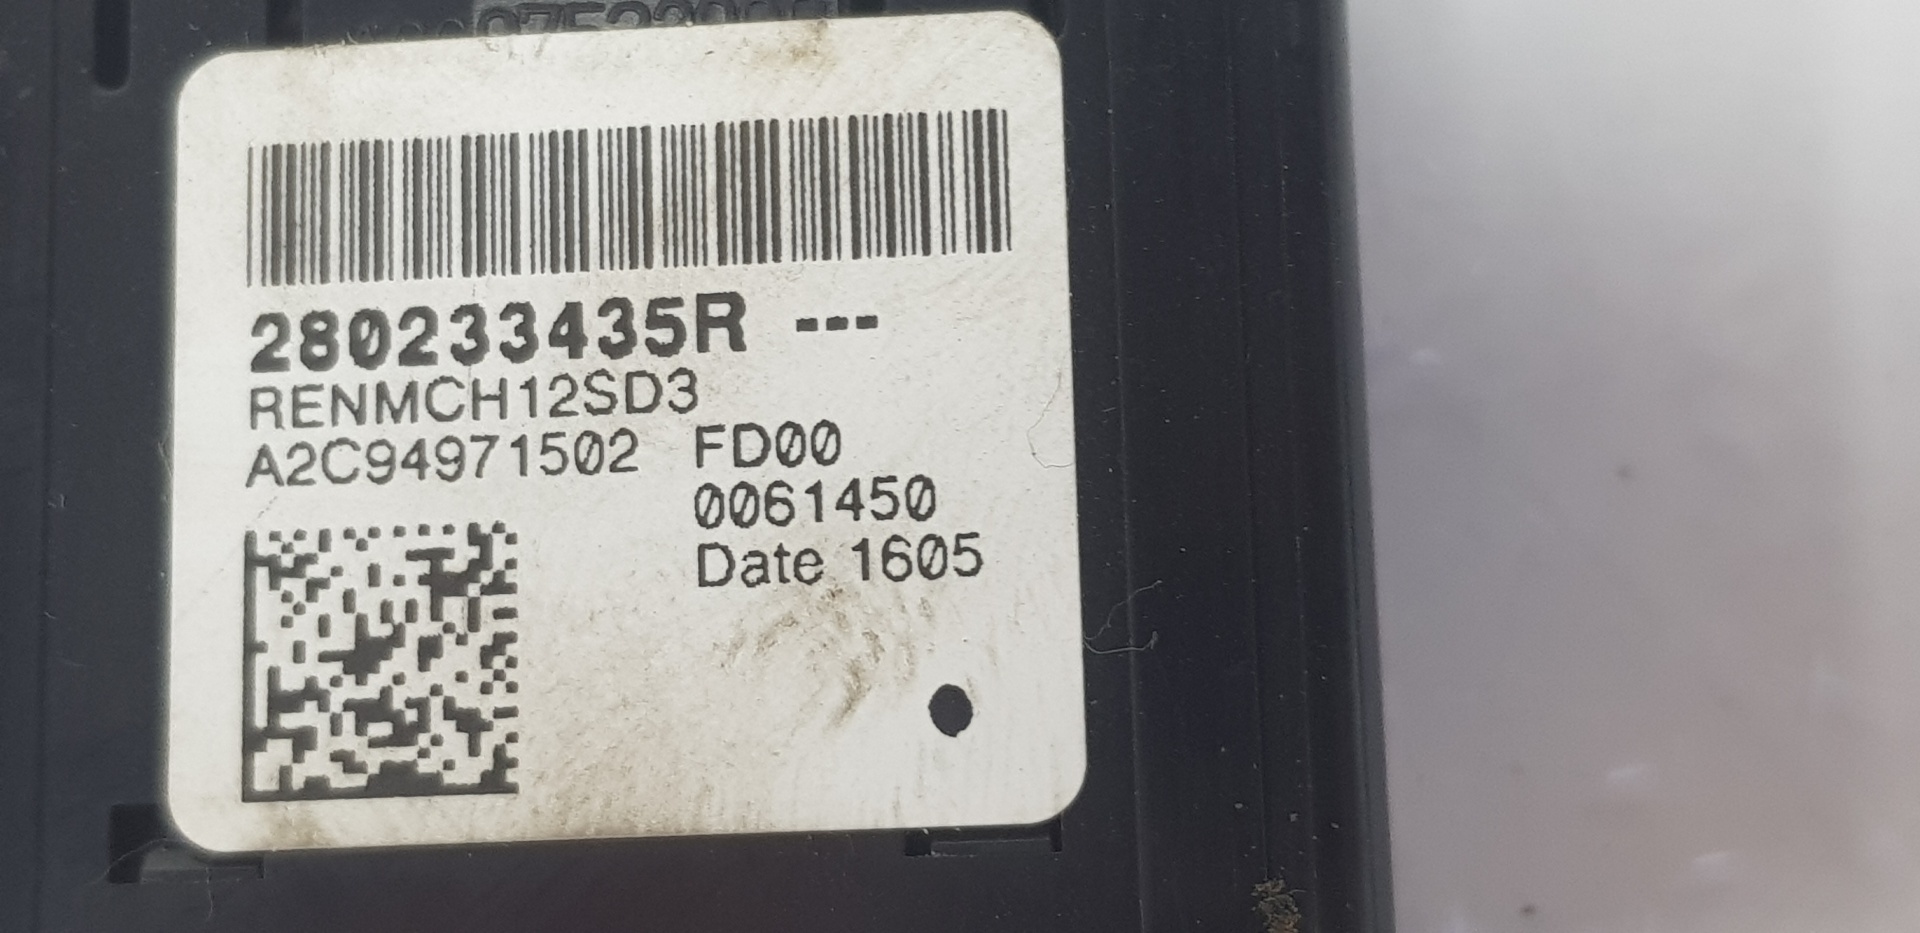 280233435R ---
RENMCH12SD3
A2C94971502 FD00
0061450
Date 1605